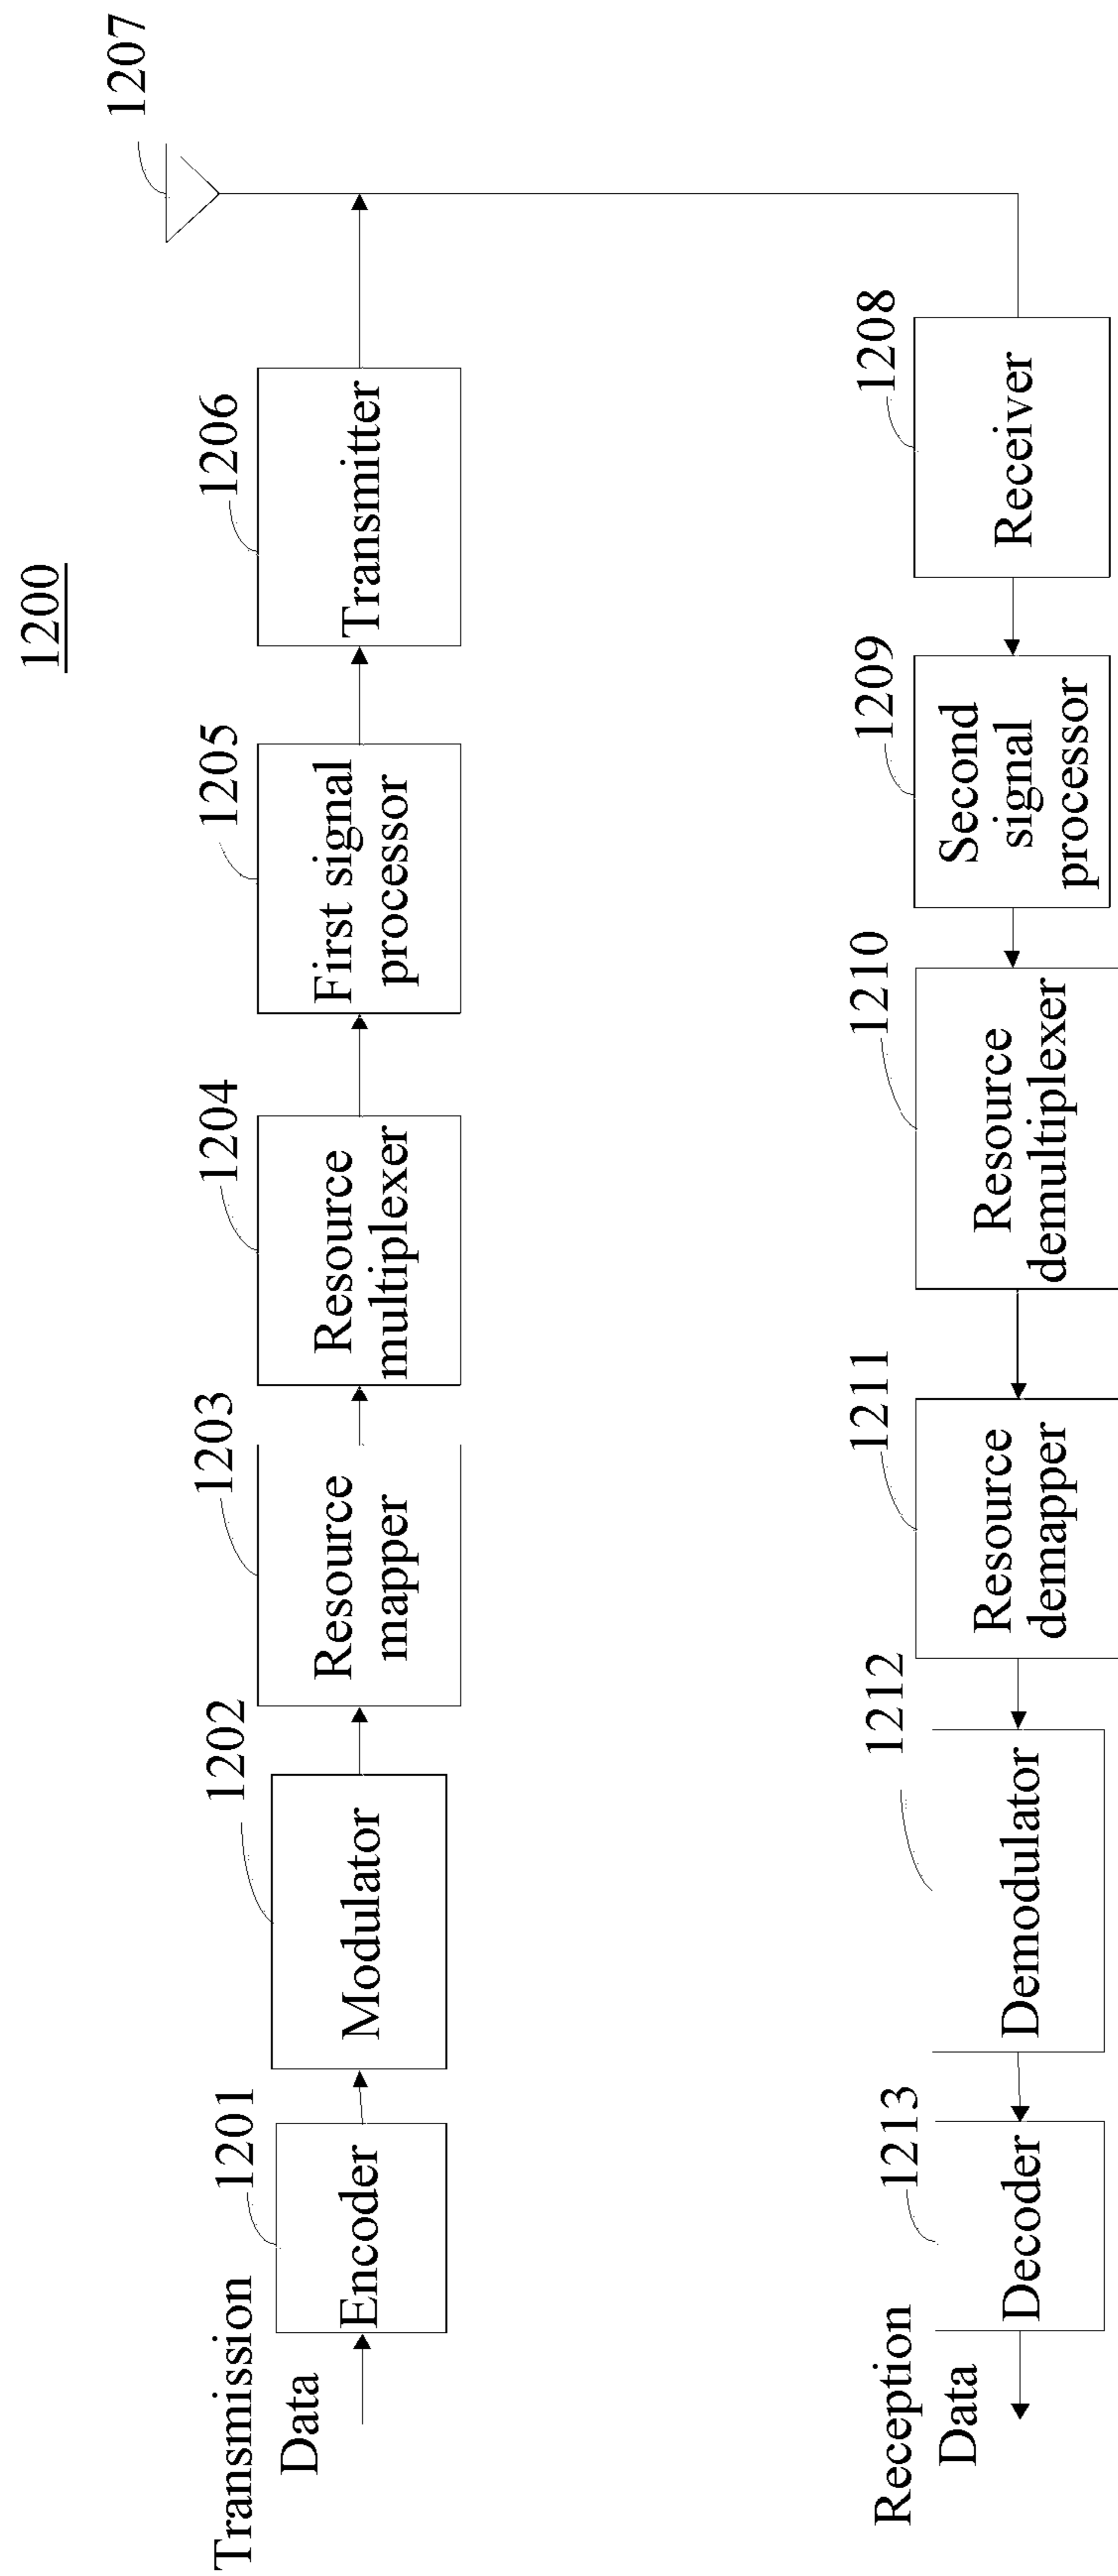 1200
1207
1201
1202
1203
1204
1205
1206
Transmission
Data
Encoder
Modulator
Resource
mapper
Resource
multiplexer
First signal
processor
Transmitter
1213
1212
1211
1210
1209
1208
Reception
Data
Decoder
Demodulator
Resource
demapper
Resource
demultiplexer
Second
signal
processor
Receiver